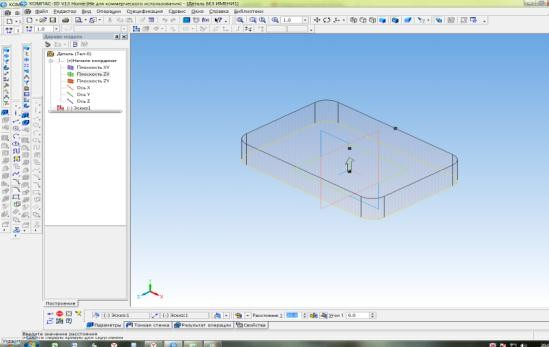 КОМПАС-3D V13 Home (Не для коммерческого использования) - [Деталь БЕЗ ИМЕНИ1]
Файл Редактор Вид Операции Спецификация Сервис Окно Справка Библиотеки
1.0
1.0
Дерево модели
Деталь (Тел-0)
(-)Начало координат
Плоскость XY
Плоскость ZX
Плоскость ZY
Ось X
Ось Y
Ось Z
(-) Эскиз1
Построение
(-) Эскиз1
(-) Эскиз1
Расстояние 1
Угол 1 0.0
Параметры
Тонкая стенка
Результат операции
Свойства
Введите значение расстояния